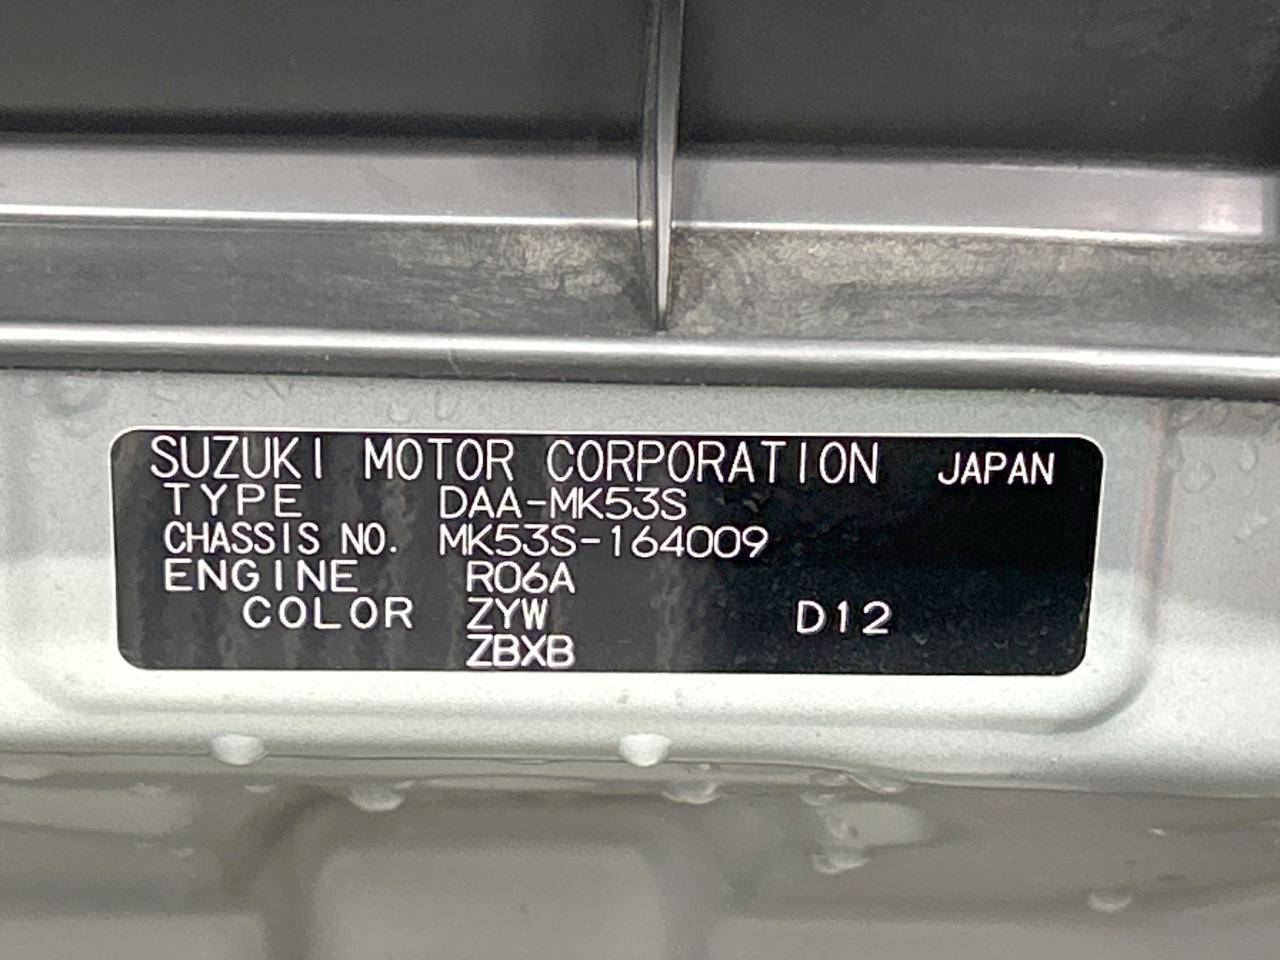 SUZUKI MOTOR CORPORATION JAPAN
TYPE DAA-MK53S
CHASSIS NO. MK53S-164009
ENGINE R06A
COLOR ZYW D12
ZBXB